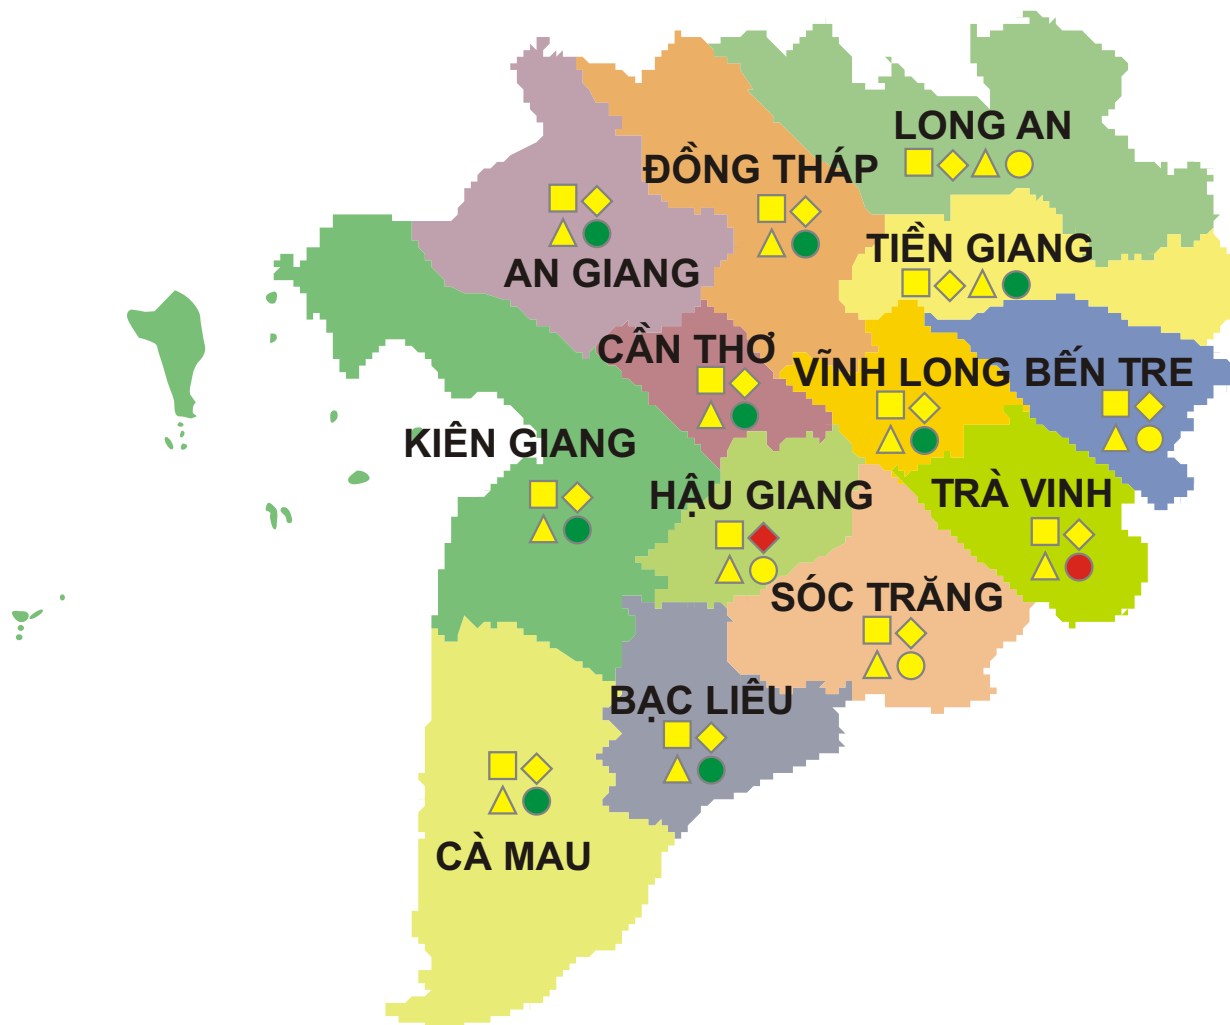 LONG AN
ĐỒNG THÁP
TIỀN GIANG
AN GIANG
CẦN THƠ
VĨNH LONG
BẾN TRE
KIÊN GIANG
HẬU GIANG
TRÀ VINH
SÓC TRĂNG
BẠC LIÊU
CÀ MAU